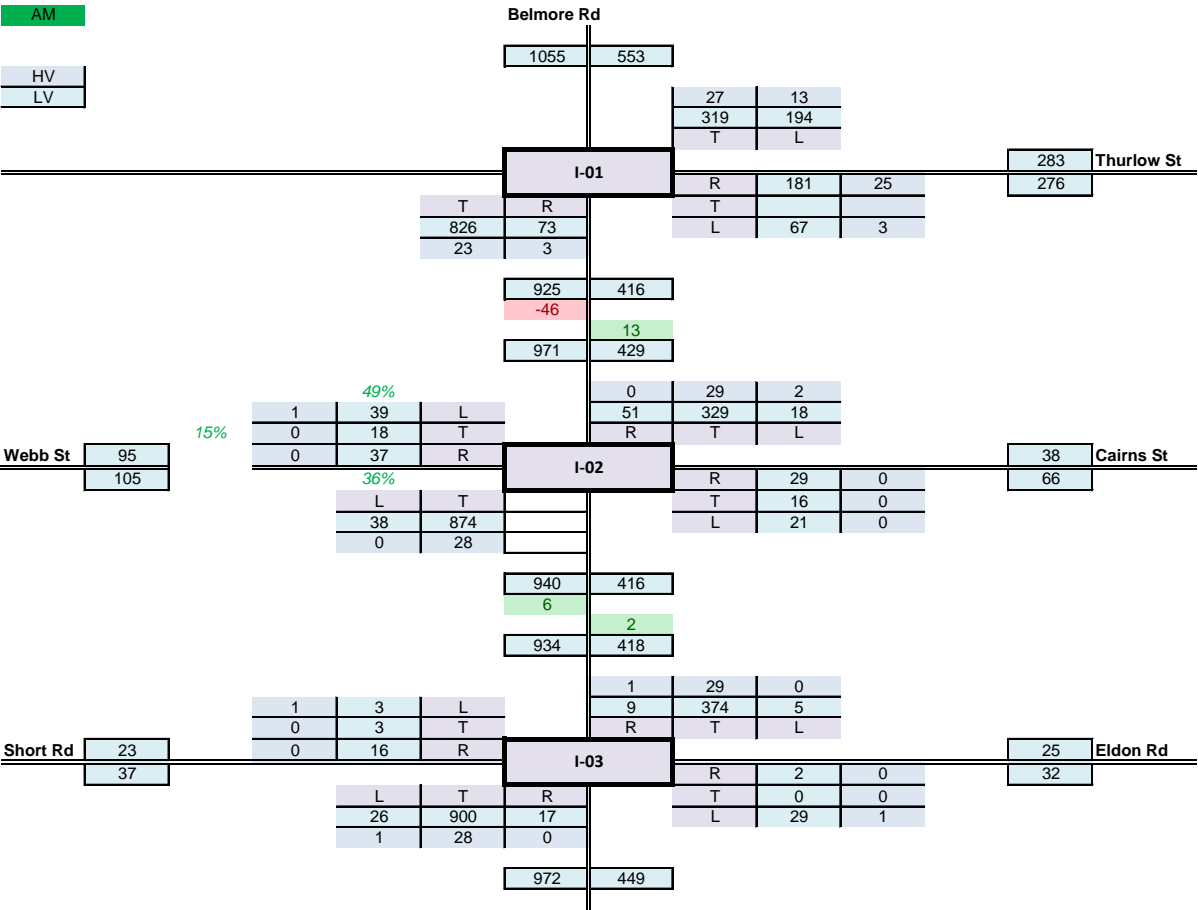 AM
Belmore Rd
1055 553
HV
LV
27 13
319 194
T L
I-01
283 Thurlow St
276
R 181 25
T
L 67 3
T R
826 73
23 3
925 416
-46
13
971 429
49%
1 39 L
15% 0 18 T
0 37 R
36%
0 29 2
51 329 18
R T L
Webb St 95
105
I-02
38 Cairns St
66
R 29 0
T 16 0
L 21 0
L T
38 874
0 28
940 416
6
2
934 418
1 29 0
9 374 5
R T L
1 3 L
0 3 T
0 16 R
Short Rd 23
37
I-03
25 Eldon Rd
32
R 2 0
T 0 0
L 29 1
L T R
26 900 17
1 28 0
972 449